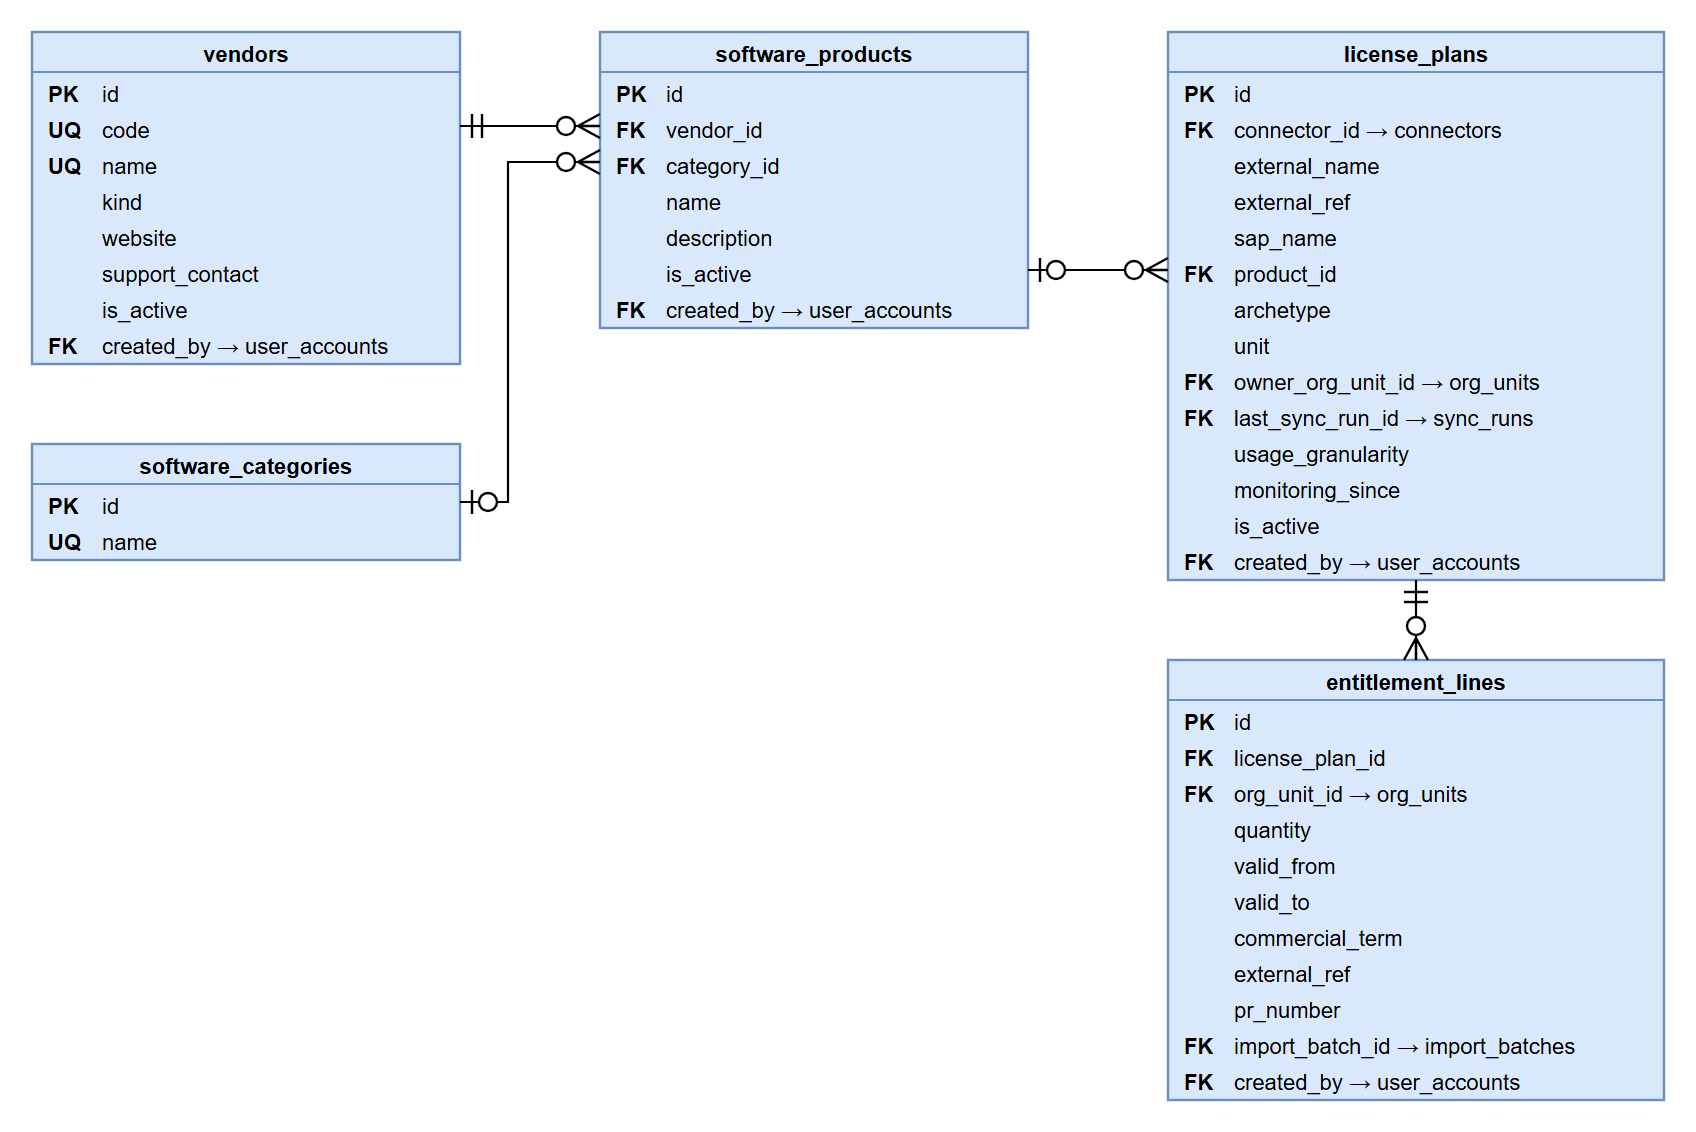 vendors
PK id
UQ code
UQ name
kind
website
support_contact
is_active
FK created_by → user_accounts
software_categories
PK id
UQ name
software_products
PK id
FK vendor_id
FK category_id
name
description
is_active
FK created_by → user_accounts
license_plans
PK id
FK connector_id → connectors
external_name
external_ref
sap_name
FK product_id
archetype
unit
FK owner_org_unit_id → org_units
FK last_sync_run_id → sync_runs
usage_granularity
monitoring_since
is_active
FK created_by → user_accounts
entitlement_lines
PK id
FK license_plan_id
FK org_unit_id → org_units
quantity
valid_from
valid_to
commercial_term
external_ref
pr_number
FK import_batch_id → import_batches
FK created_by → user_accounts